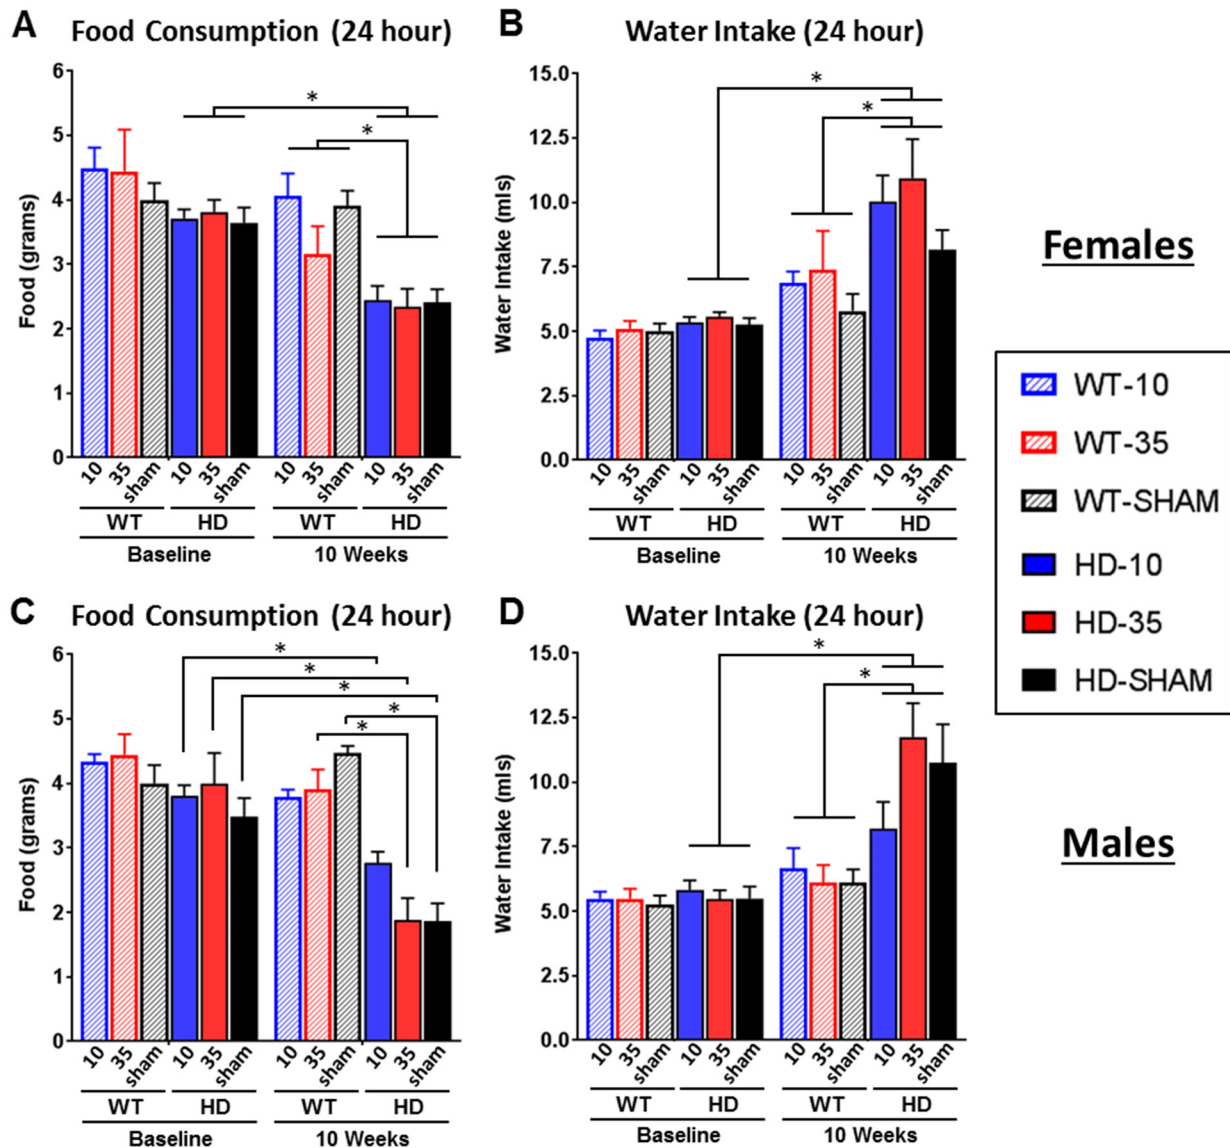 A Food Consumption (24 hour)
6
5
4
3
2
1
0
Food (grams)
*
*
10 35 sham 10 35 sham 10 35 sham 10 35 sham
WT HD WT HD
Baseline 10 Weeks
B Water Intake (24 hour)
15.0
12.5
10.0
7.5
5.0
2.5
0.0
Water Intake (mls)
*
*
10 35 sham 10 35 sham 10 35 sham 10 35 sham
WT HD WT HD
Baseline 10 Weeks
Females
WT-10
WT-35
WT-SHAM
HD-10
HD-35
HD-SHAM
C Food Consumption (24 hour)
6
5
4
3
2
1
0
Food (grams)
*
*
*
*
*
10 35 sham 10 35 sham 10 35 sham 10 35 sham
WT HD WT HD
Baseline 10 Weeks
D Water Intake (24 hour)
15.0
12.5
10.0
7.5
5.0
2.5
0.0
Water Intake (mls)
*
*
10 35 sham 10 35 sham 10 35 sham 10 35 sham
WT HD WT HD
Baseline 10 Weeks
Males